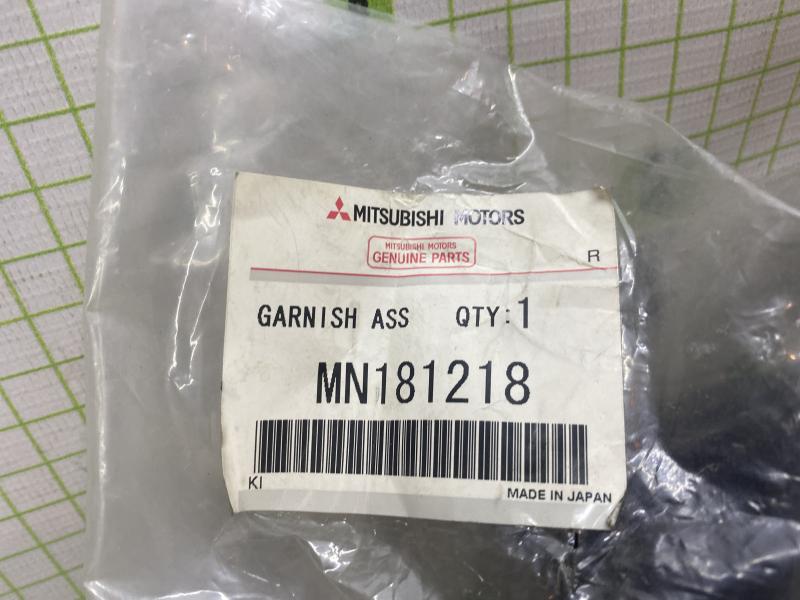 MITSUBISHI MOTORS
MITSUBISHI MOTORS
GENUINE PARTS
R
GARNISH ASS QTY:1
MN181218
KI
MADE IN JAPAN